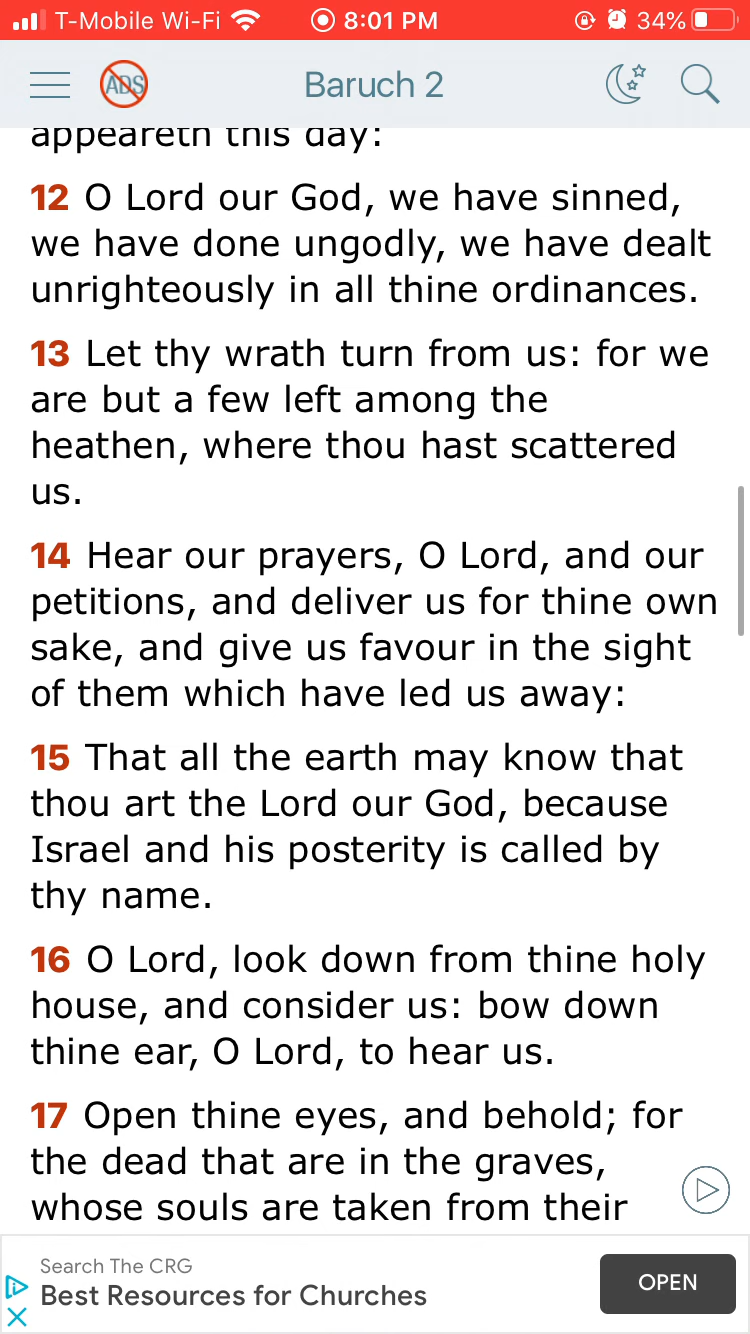 T-Mobile Wi-Fi 8:01 PM 34%
ADS Baruch 2
appeareth this day:
12 O Lord our God, we have sinned,
we have done ungodly, we have dealt
unrighteously in all thine ordinances.
13 Let thy wrath turn from us: for we
are but a few left among the
heathen, where thou hast scattered
us.
14 Hear our prayers, O Lord, and our
petitions, and deliver us for thine own
sake, and give us favour in the sight
of them which have led us away:
15 That all the earth may know that
thou art the Lord our God, because
Israel and his posterity is called by
thy name.
16 O Lord, look down from thine holy
house, and consider us: bow down
thine ear, O Lord, to hear us.
17 Open thine eyes, and behold; for
the dead that are in the graves,
whose souls are taken from their
Search The CRG
Best Resources for Churches
OPEN